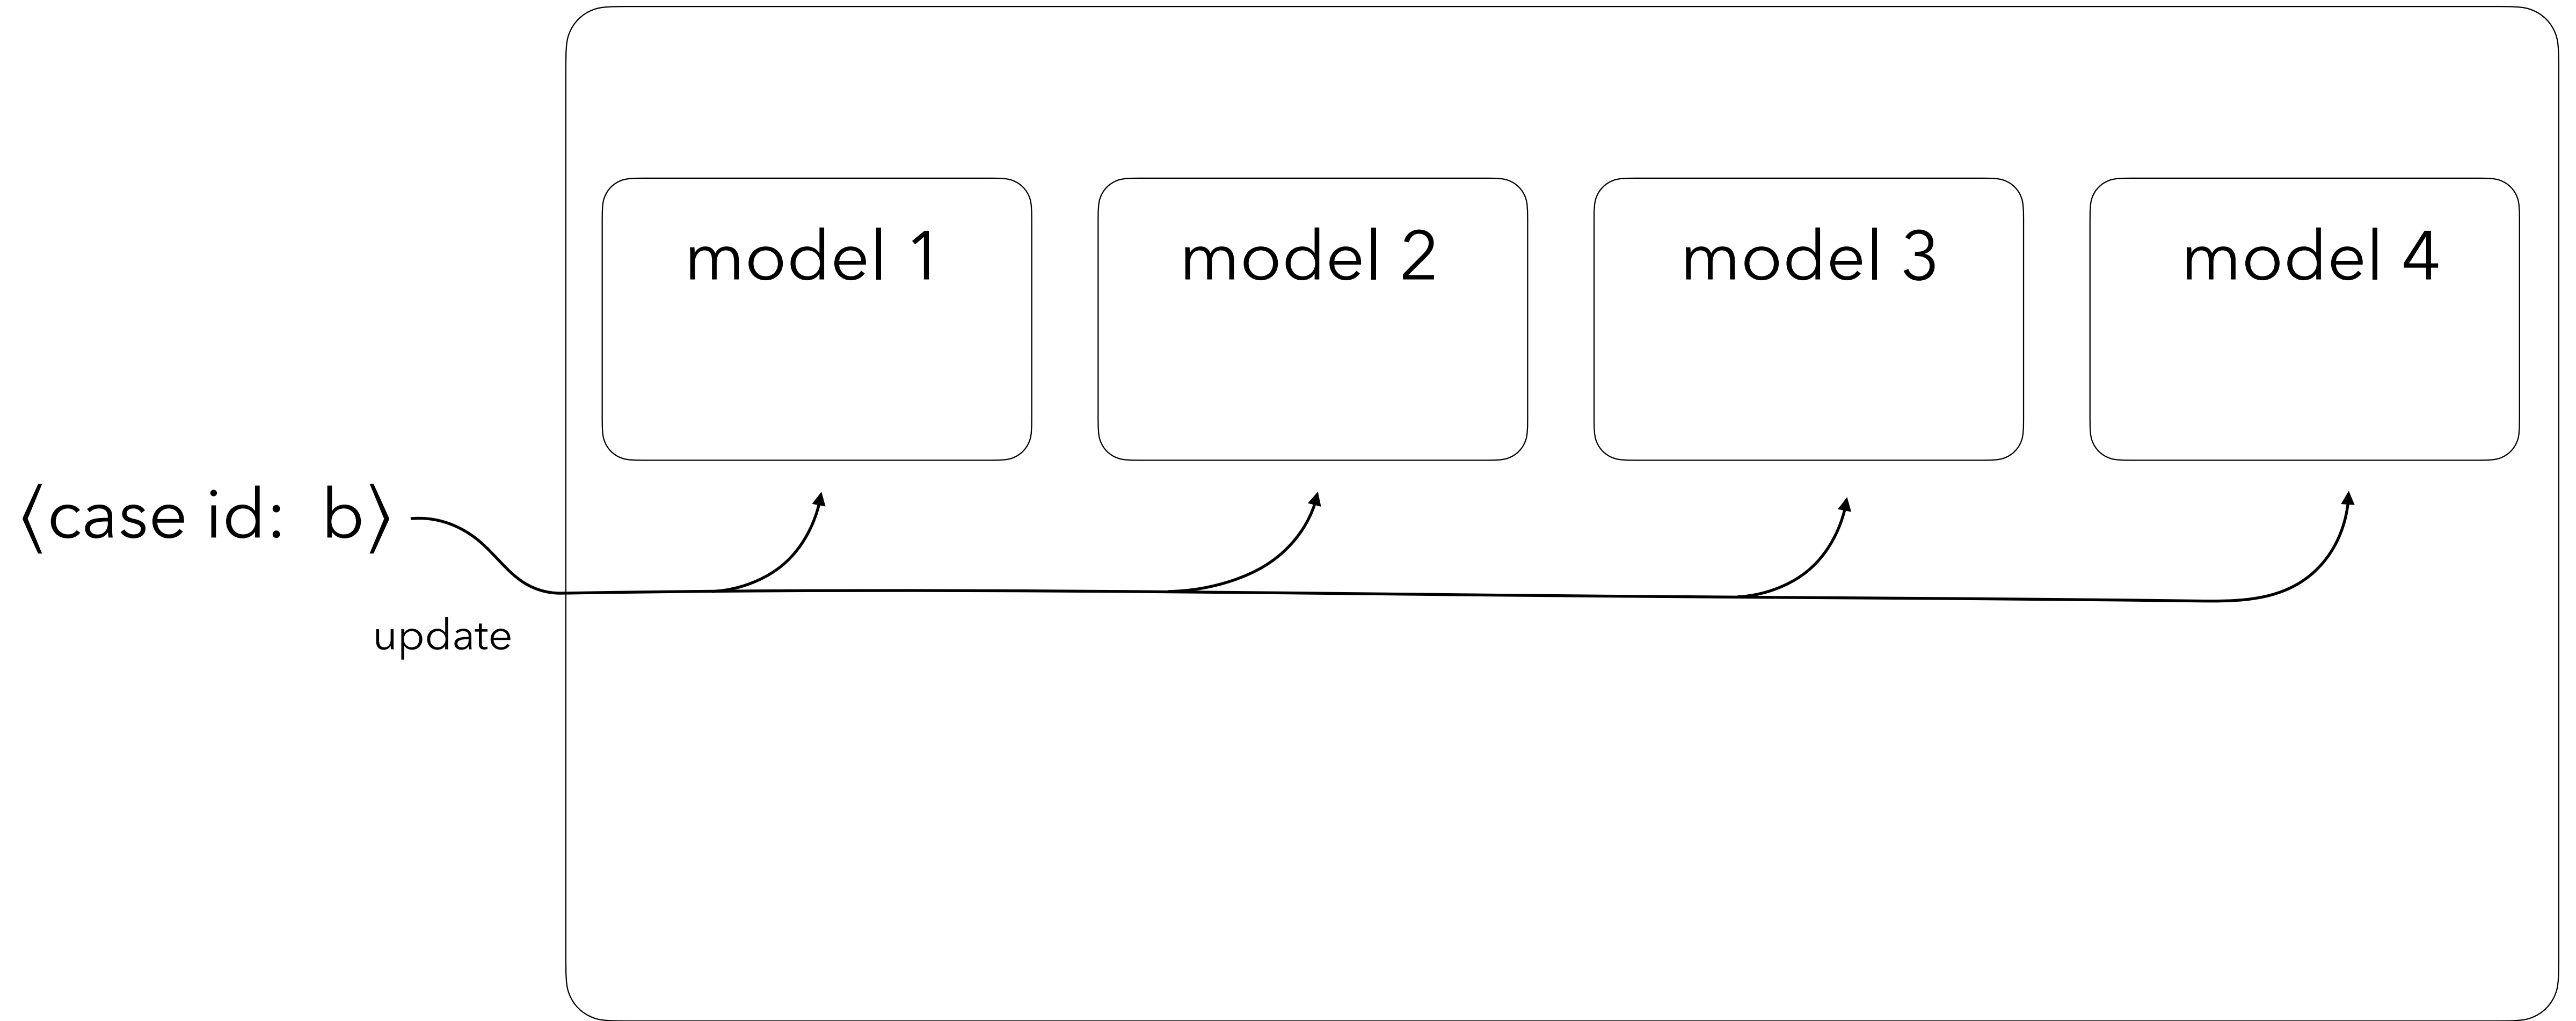 model 1
model 2
model 3
model 4
⟨case id:  b⟩
update